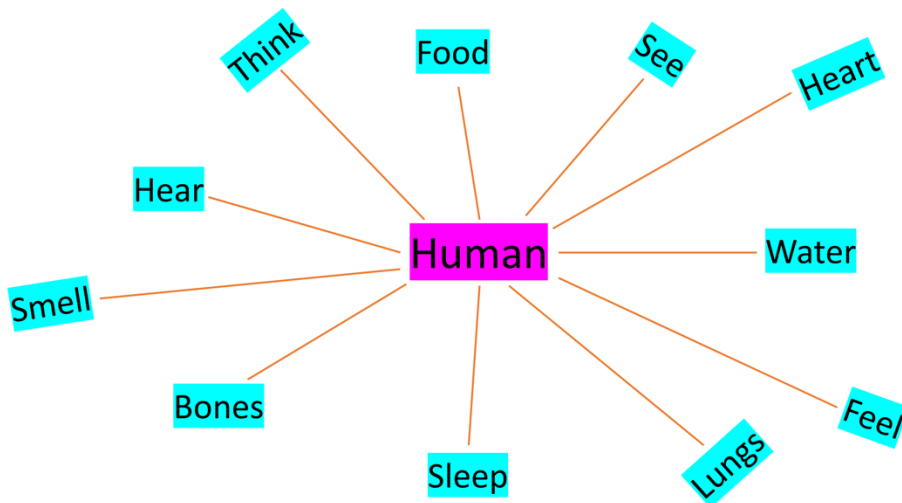 Think
Food
See
Heart
Hear
Human
Water
Smell
Bones
Feel
Sleep
Lungs